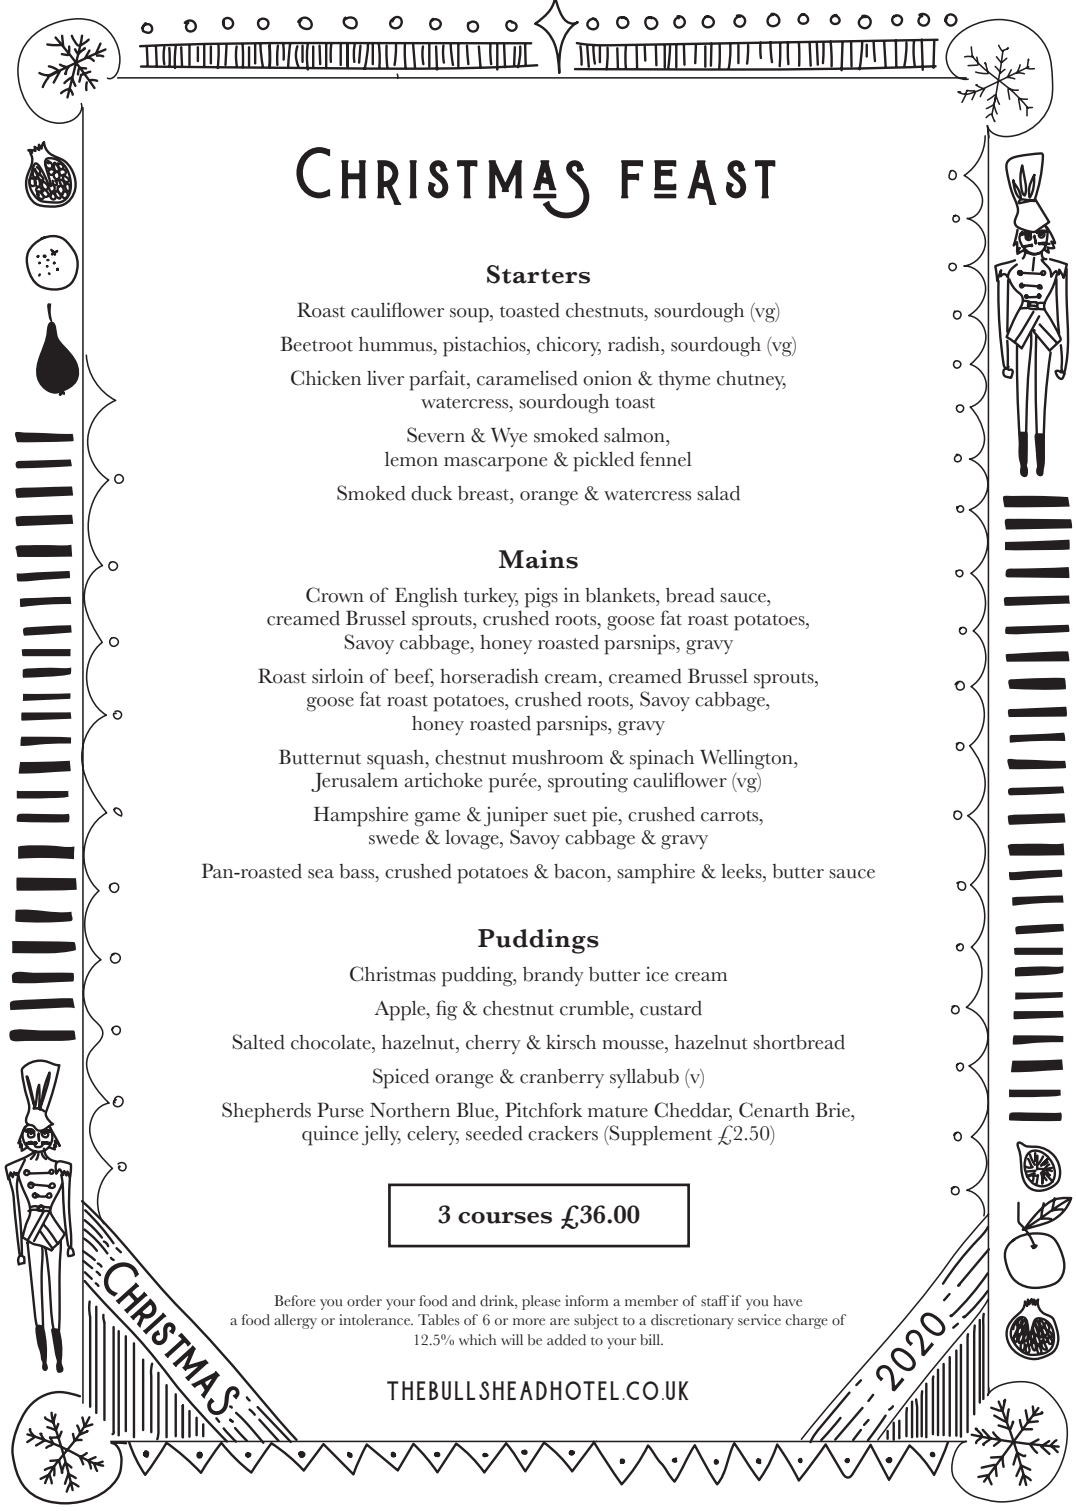 Christmas Feast
Starters
Roast cauliflower soup, toasted chestnuts, sourdough (vg)
Beetroot hummus, pistachios, chicory, radish, sourdough (vg)
Chicken liver parfait, caramelised onion & thyme chutney,
watercress, sourdough toast
Severn & Wye smoked salmon,
lemon mascarpone & pickled fennel
Smoked duck breast, orange & watercress salad
Mains
Crown of English turkey, pigs in blankets, bread sauce,
creamed Brussel sprouts, crushed roots, goose fat roast potatoes,
Savoy cabbage, honey roasted parsnips, gravy
Roast sirloin of beef, horseradish cream, creamed Brussel sprouts,
goose fat roast potatoes, crushed roots, Savoy cabbage,
honey roasted parsnips, gravy
Butternut squash, chestnut mushroom & spinach Wellington,
Jerusalem artichoke purée, sprouting cauliflower (vg)
Hampshire game & juniper suet pie, crushed carrots,
swede & lovage, Savoy cabbage & gravy
Pan-roasted sea bass, crushed potatoes & bacon, samphire & leeks, butter sauce
Puddings
Christmas pudding, brandy butter ice cream
Apple, fig & chestnut crumble, custard
Salted chocolate, hazelnut, cherry & kirsch mousse, hazelnut shortbread
Spiced orange & cranberry syllabub (v)
Shepherds Purse Northern Blue, Pitchfork mature Cheddar, Cenarth Brie,
quince jelly, celery, seeded crackers (Supplement £2.50)
3 courses £36.00
Before you order your food and drink, please inform a member of staff if you have
a food allergy or intolerance. Tables of 6 or more are subject to a discretionary service charge of
12.5% which will be added to your bill.
THEBULLSHEADHOTEL.CO.UK
Christmas
2020